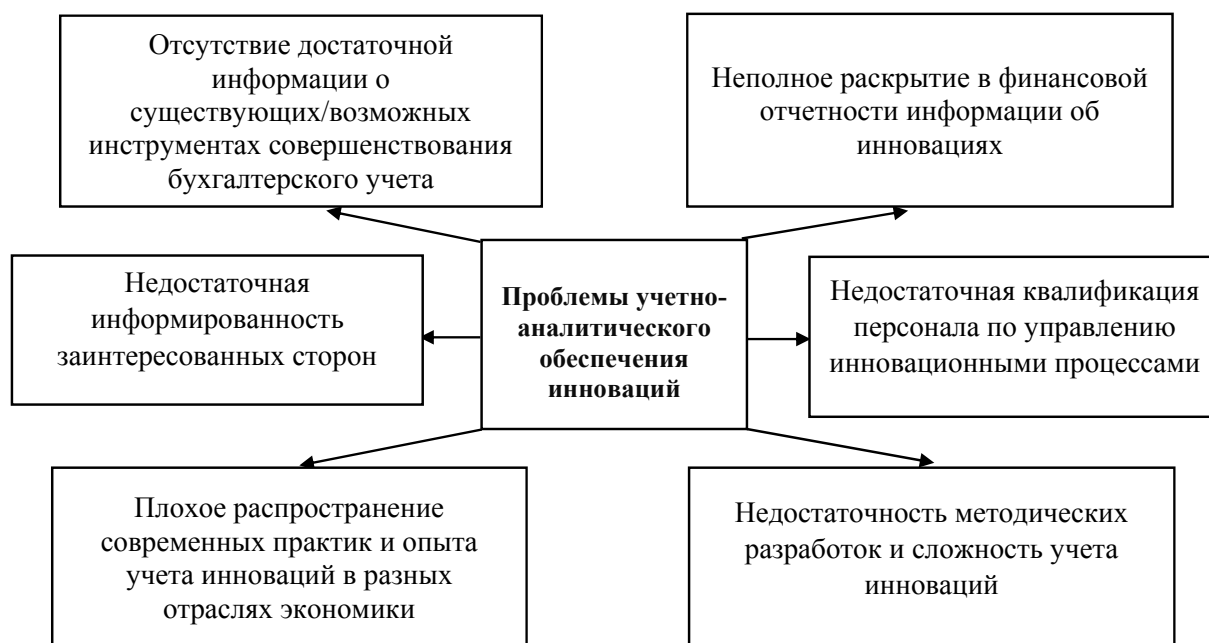 Отсутствие достаточной
информации о
существующих/возможных
инструментах совершенствования
бухгалтерского учета
Неполное раскрытие в финансовой
отчетности информации об
инновациях
Недостаточная
информированность
заинтересованных сторон
Проблемы учетно-
аналитического
обеспечения
инноваций
Недостаточная квалификация
персонала по управлению
инновационными процессами
Плохое распространение
современных практик и опыта
учета инноваций в разных
отраслях экономики
Недостаточность методических
разработок и сложность учета
инноваций